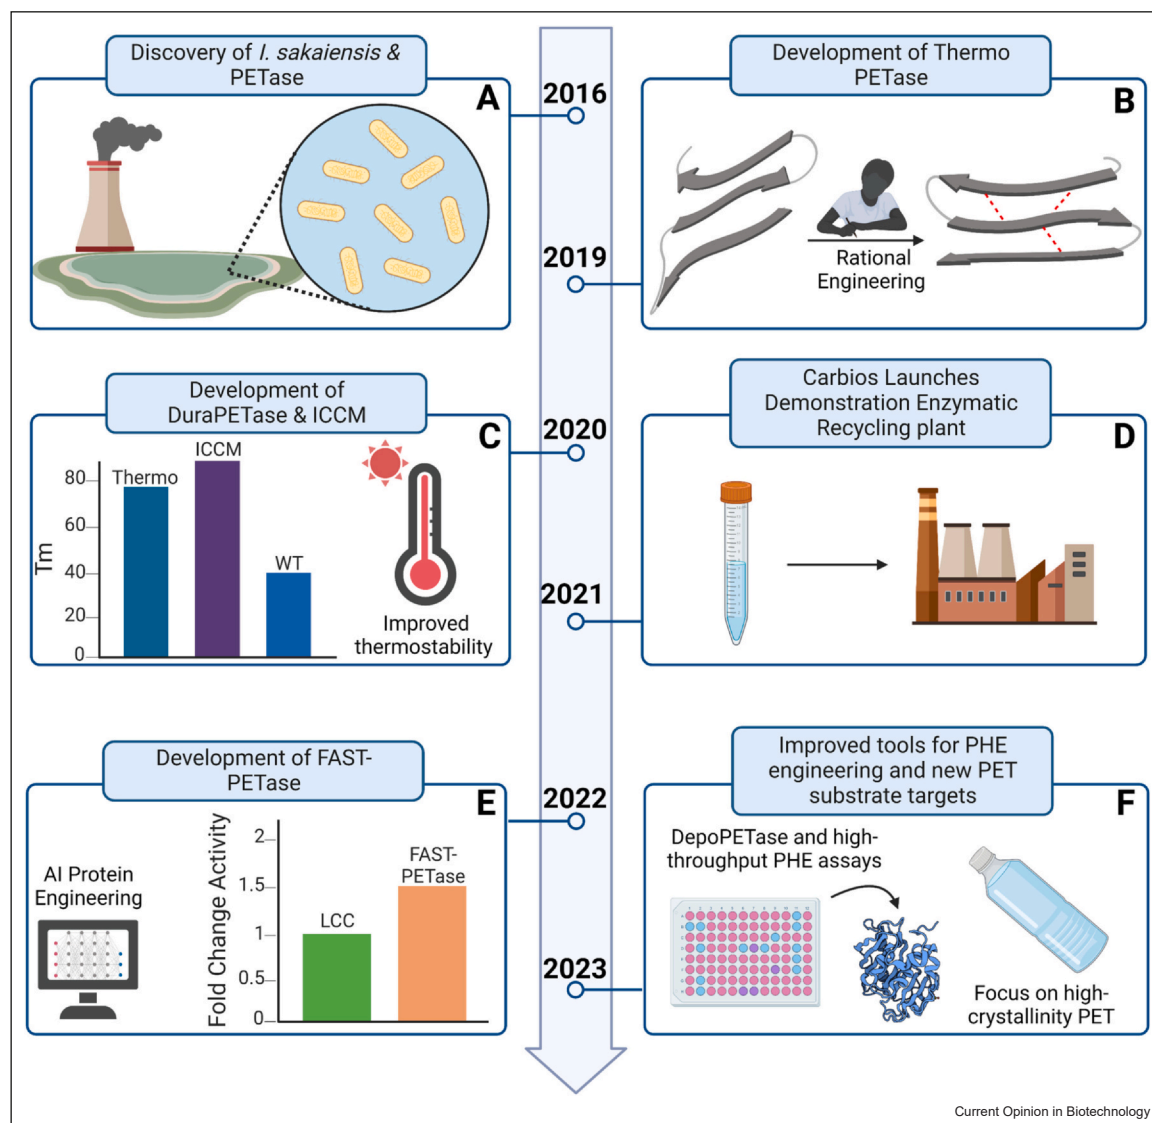 Discovery of I. sakaiensis &
PETase
A
2016
Development of Thermo
PETase
B
Rational
Engineering
2019
Development of
DuraPETase & ICCM
C
2020
Tm
80
60
40
20
0
Thermo
ICCM
WT
Improved
thermostability
Carbios Launches
Demonstration Enzymatic
Recycling plant
D
2021
Development of FAST-
PETase
E
2022
AI Protein
Engineering
Fold Change Activity
2
1.5
1
0.5
0
LCC
FAST-
PETase
Improved tools for PHE
engineering and new PET
substrate targets
F
2023
DepoPETase and high-
throughput PHE assays
Focus on high-
crystallinity PET
Current Opinion in Biotechnology